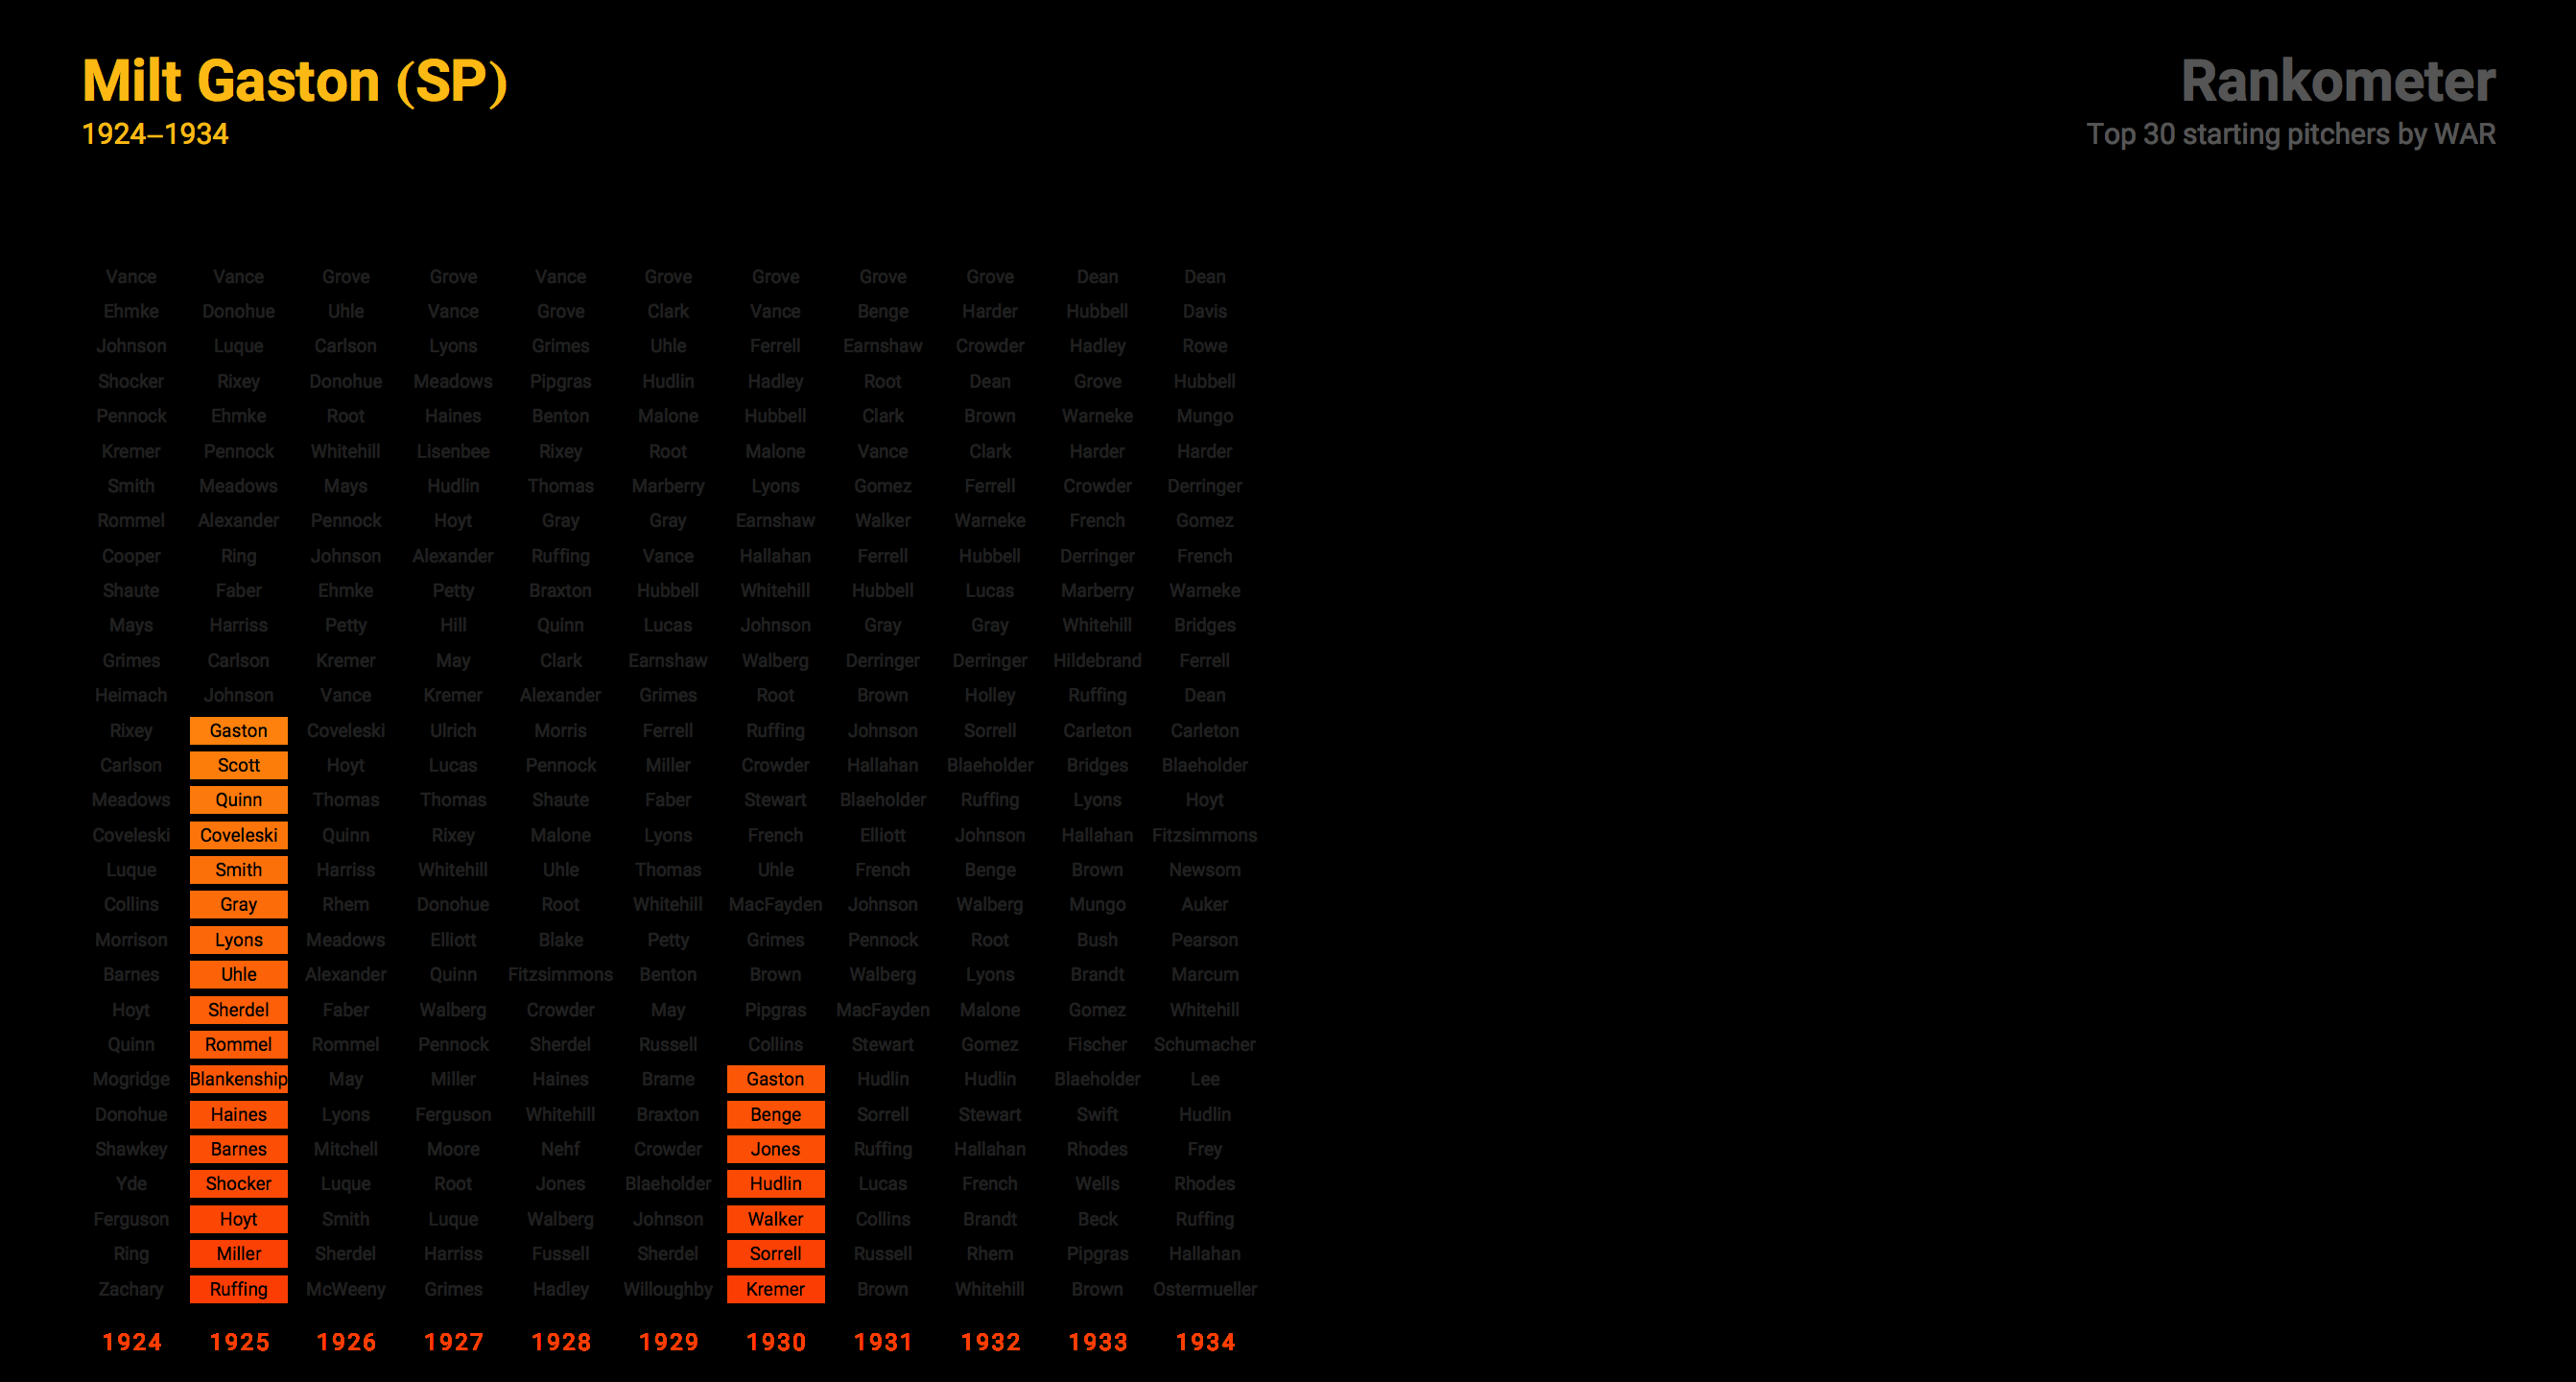 Milt Gaston (SP)
1924–1934
Rankometer
Top 30 starting pitchers by WAR
Vance Vance Grove Grove Vance Grove Grove Grove Grove Dean Dean
Ehmke Donohue Uhle Vance Grove Clark Vance Benge Harder Hubbell Davis
Johnson Luque Carlson Lyons Grimes Uhle Ferrell Earnshaw Crowder Hadley Rowe
Shocker Rixey Donohue Meadows Pipgras Hudlin Hadley Root Dean Grove Hubbell
Pennock Ehmke Root Haines Benton Malone Hubbell Clark Brown Warneke Mungo
Kremer Pennock Whitehill Lisenbee Rixey Root Malone Vance Clark Harder Harder
Smith Meadows Mays Hudlin Thomas Marberry Lyons Gomez Ferrell Crowder Derringer
Rommel Alexander Pennock Hoyt Gray Gray Earnshaw Walker Warneke French Gomez
Cooper Ring Johnson Alexander Ruffing Vance Hallahan Ferrell Hubbell Derringer French
Shaute Faber Ehmke Petty Braxton Hubbell Whitehill Hubbell Lucas Marberry Warneke
Mays Harriss Petty Hill Quinn Lucas Johnson Gray Gray Whitehill Bridges
Grimes Carlson Kremer May Clark Earnshaw Walberg Derringer Derringer Hildebrand Ferrell
Heimach Johnson Vance Kremer Alexander Grimes Root Brown Holley Ruffing Dean
Rixey Gaston Coveleski Ulrich Morris Ferrell Ruffing Johnson Sorrell Carleton Carleton
Carlson Scott Hoyt Lucas Pennock Miller Crowder Hallahan Blaeholder Bridges Blaeholder
Meadows Quinn Thomas Thomas Shaute Faber Stewart Blaeholder Ruffing Lyons Hoyt
Coveleski Coveleski Quinn Rixey Malone Lyons French Elliott Johnson Hallahan Fitzsimmons
Luque Smith Harriss Whitehill Uhle Thomas Uhle French Benge Brown Newsom
Collins Gray Rhem Donohue Root Whitehill MacFayden Johnson Walberg Mungo Auker
Morrison Lyons Meadows Elliott Blake Petty Grimes Pennock Root Bush Pearson
Barnes Uhle Alexander Quinn Fitzsimmons Benton Brown Walberg Lyons Brandt Marcum
Hoyt Sherdel Faber Walberg Crowder May Pipgras MacFayden Malone Gomez Whitehill
Quinn Rommel Rommel Pennock Sherdel Russell Collins Stewart Gomez Fischer Schumacher
Mogridge Blankenship May Miller Haines Brame Gaston Hudlin Hudlin Blaeholder Lee
Donohue Haines Lyons Ferguson Whitehill Braxton Benge Sorrell Stewart Swift Hudlin
Shawkey Barnes Mitchell Moore Nehf Crowder Jones Ruffing Hallahan Rhodes Frey
Yde Shocker Luque Root Jones Blaeholder Hudlin Lucas French Wells Rhodes
Ferguson Hoyt Smith Luque Walberg Johnson Walker Collins Brandt Beck Ruffing
Ring Miller Sherdel Harriss Fussell Sherdel Sorrell Russell Rhem Pipgras Hallahan
Zachary Ruffing McWeeny Grimes Hadley Willoughby Kremer Brown Whitehill Brown Ostermueller
1924 1925 1926 1927 1928 1929 1930 1931 1932 1933 1934